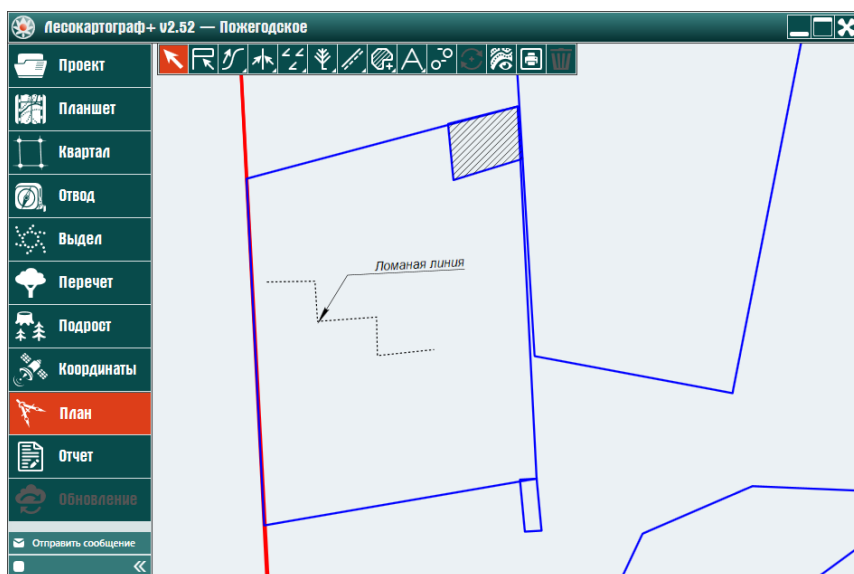 Лесокартограф+ v2.52 — Пожегодское
Проект
Планшет
Квартал
Отвод
Выдел
Перечет
Подрост
Координаты
План
Отчет
Обновление
Отправить сообщение
Ломаная линия